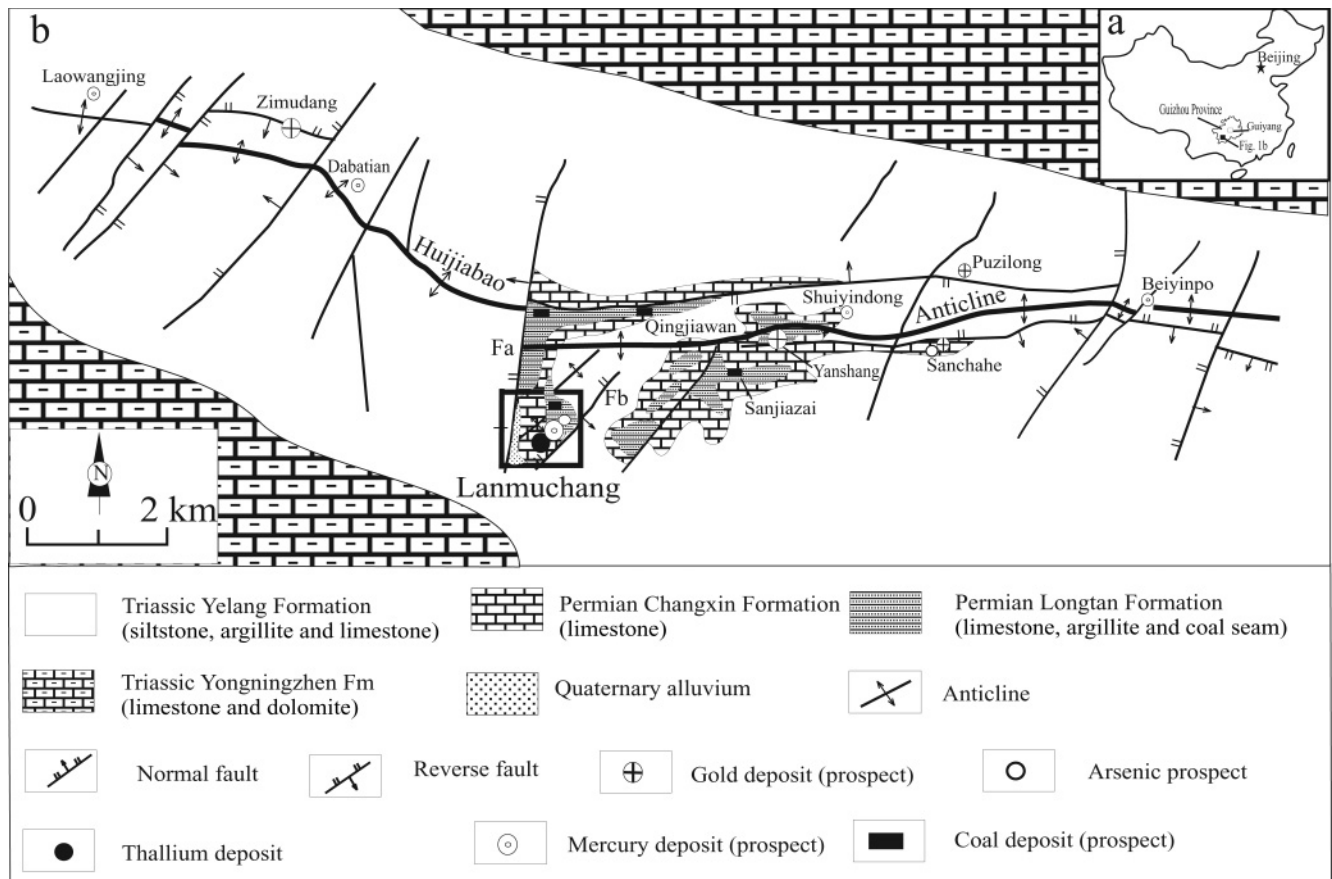 b
a
Beijing
Guizhou Province
Guiyang
Fig. 1b
Laowangjing
Zimudang
Dabatian
Huijiabao
Anticline
Puzilong
Beiyinpo
Shuiyindong
Qingjiawan
Fa
Yanshang
Sanchahe
Fb
Sanjiazai
Lanmuchang
N
0 2 km
Triassic Yelang Formation
(siltstone, argillite and limestone)
Permian Changxin Formation
(limestone)
Permian Longtan Formation
(limestone, argillite and coal seam)
Triassic Yongningzhen Fm
(limestone and dolomite)
Quaternary alluvium
Anticline
Normal fault
Reverse fault
Gold deposit (prospect)
Arsenic prospect
Thallium deposit
Mercury deposit (prospect)
Coal deposit (prospect)